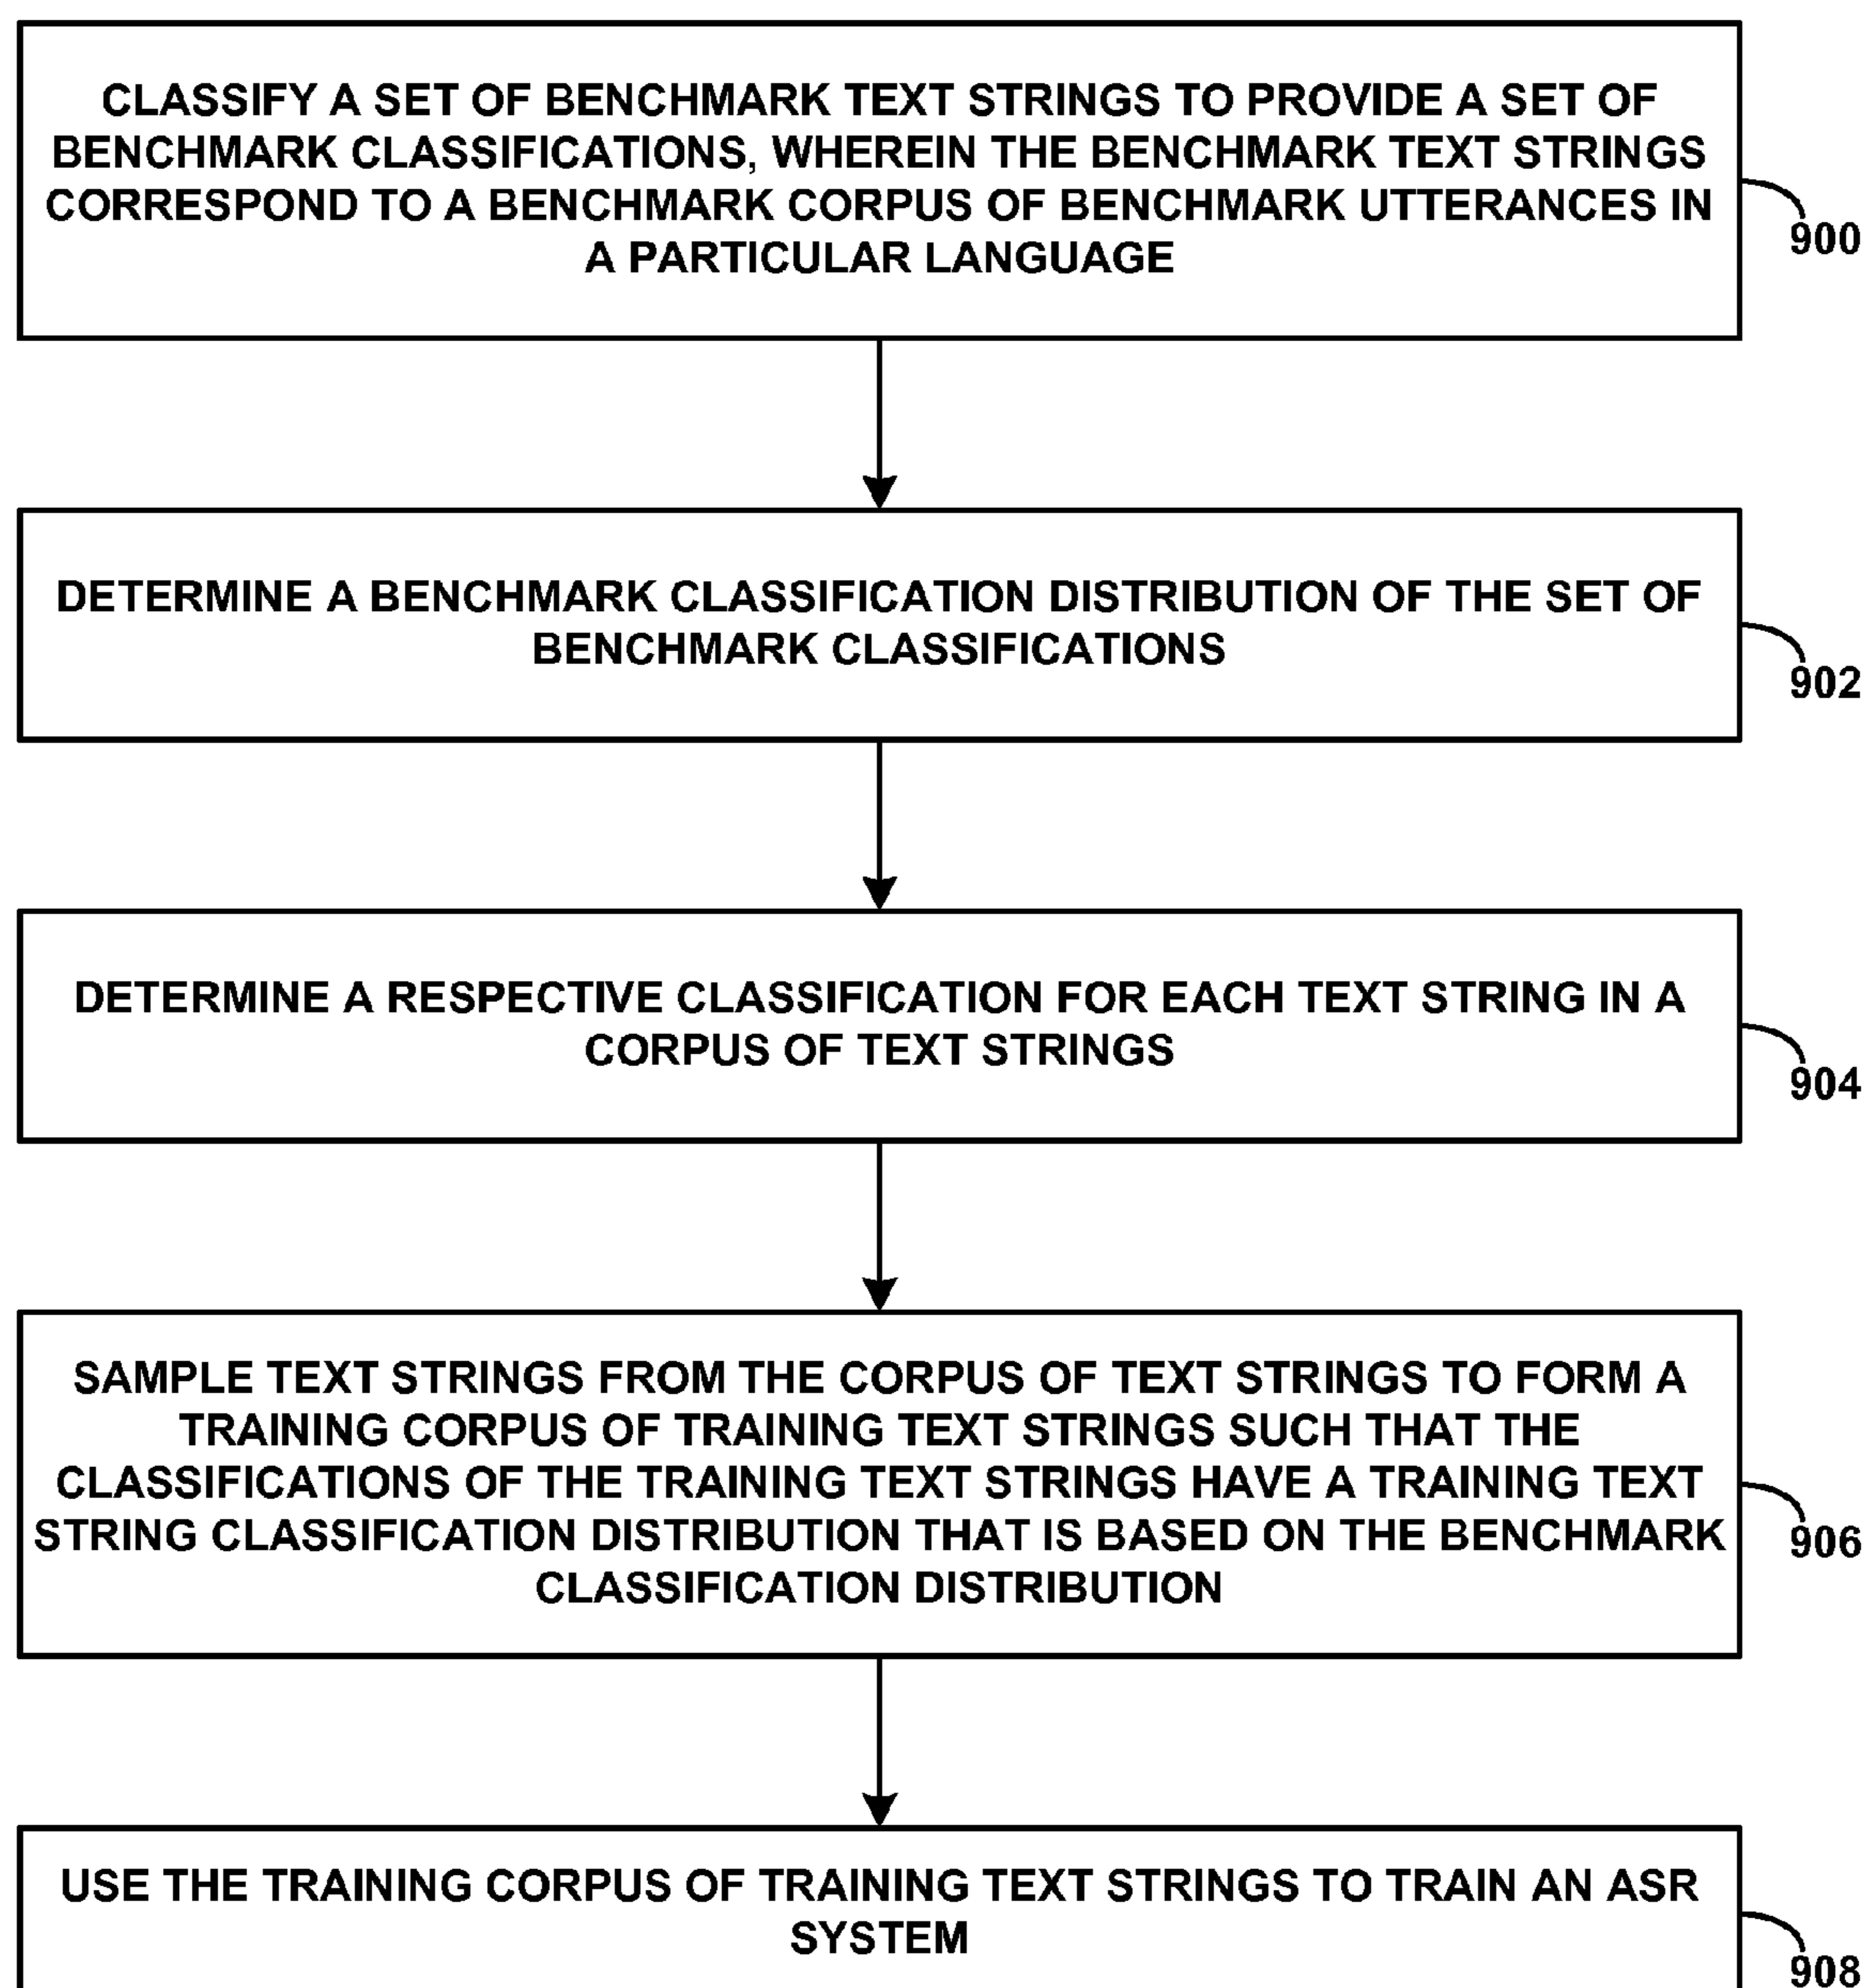 CLASSIFY A SET OF BENCHMARK TEXT STRINGS TO PROVIDE A SET OF
BENCHMARK CLASSIFICATIONS, WHEREIN THE BENCHMARK TEXT STRINGS
CORRESPOND TO A BENCHMARK CORPUS OF BENCHMARK UTTERANCES IN
A PARTICULAR LANGUAGE
900
DETERMINE A BENCHMARK CLASSIFICATION DISTRIBUTION OF THE SET OF
BENCHMARK CLASSIFICATIONS
902
DETERMINE A RESPECTIVE CLASSIFICATION FOR EACH TEXT STRING IN A
CORPUS OF TEXT STRINGS
904
SAMPLE TEXT STRINGS FROM THE CORPUS OF TEXT STRINGS TO FORM A
TRAINING CORPUS OF TRAINING TEXT STRINGS SUCH THAT THE
CLASSIFICATIONS OF THE TRAINING TEXT STRINGS HAVE A TRAINING TEXT
STRING CLASSIFICATION DISTRIBUTION THAT IS BASED ON THE BENCHMARK
CLASSIFICATION DISTRIBUTION
906
USE THE TRAINING CORPUS OF TRAINING TEXT STRINGS TO TRAIN AN ASR
SYSTEM
908